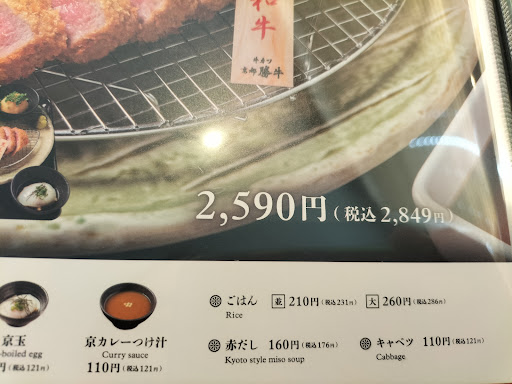 和牛
牛カツ
京都 勝牛
2,590円(税込 2,849円)
ごはん 並 210円(税込231円) 大 260円(税込286円)
Rice
京玉
-boiled egg
円(税込121円)
京カレーつけ汁
Curry sauce
110円(税込121円)
赤だし 160円(税込176円)
Kyoto style miso soup
キャベツ 110円(税込121円)
Cabbage